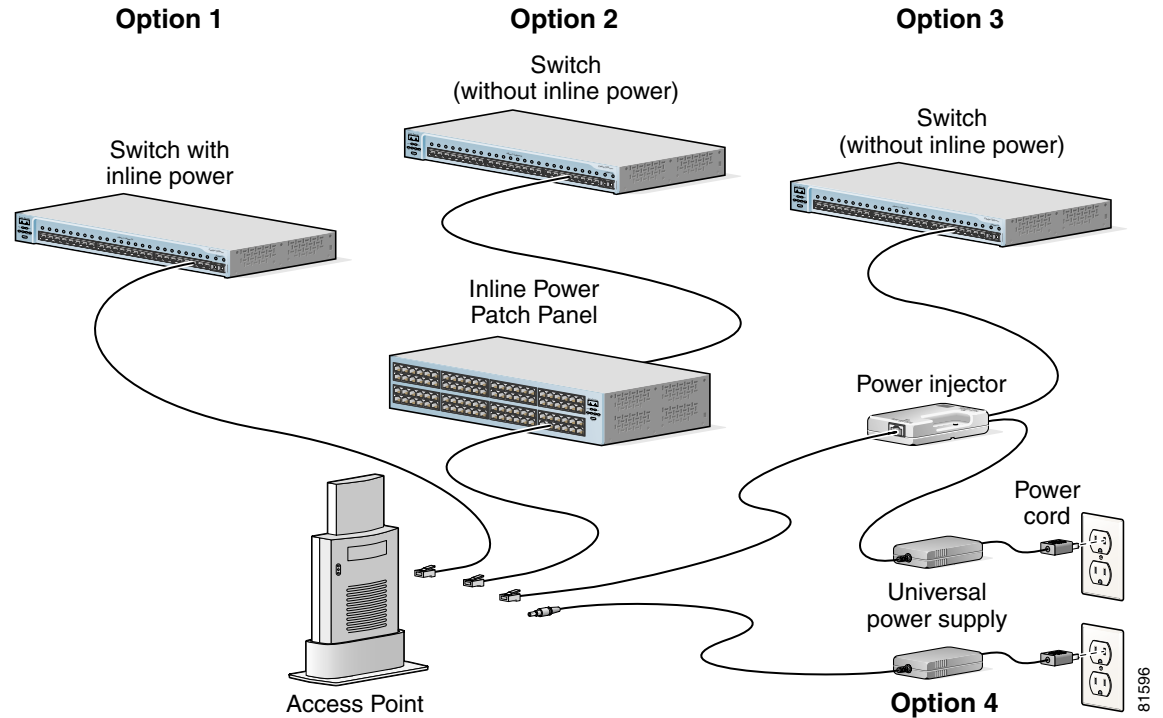 Option 1
Option 2
Option 3
Switch
(without inline power)
Switch
(without inline power)
Switch with
inline power
Inline Power
Patch Panel
Power injector
Power
cord
Universal
power supply
Access Point
Option 4
81596